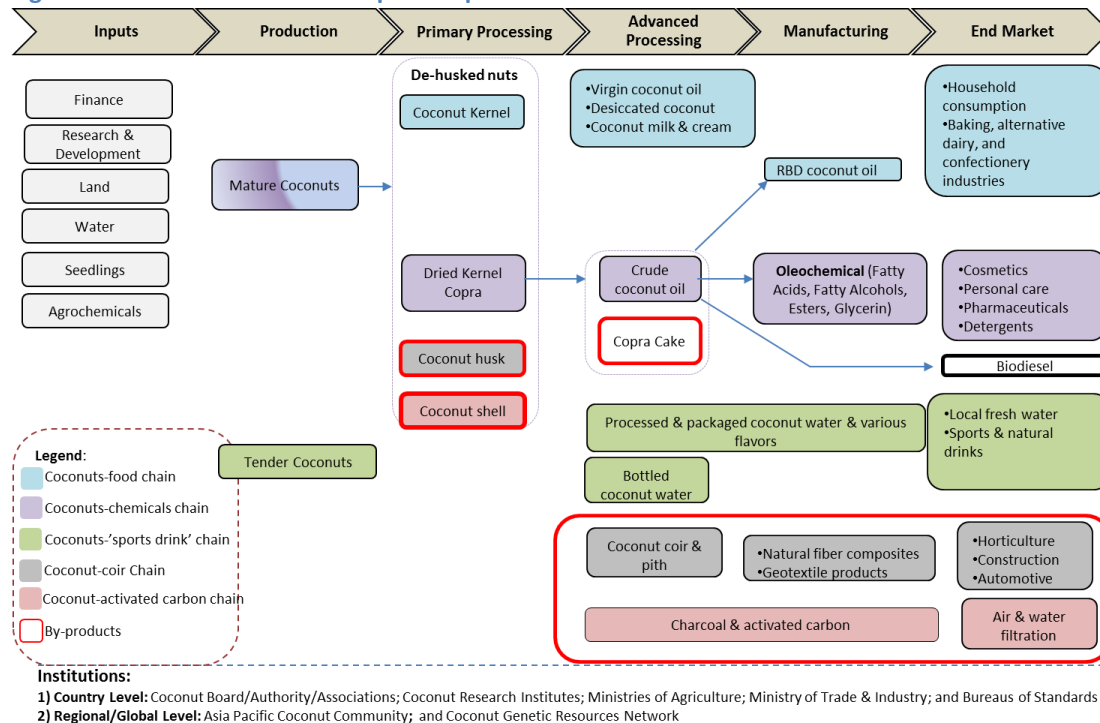 Inputs
Production
Primary Processing
Advanced
Processing
Manufacturing
End Market
Finance
Research &
Development
Land
Water
Seedlings
Agrochemicals
Mature Coconuts
Tender Coconuts
De-husked nuts
Coconut Kernel
Dried Kernel
Copra
Coconut husk
Coconut shell
•Virgin coconut oil
•Desiccated coconut
•Coconut milk & cream
Crude
coconut oil
Copra Cake
RBD coconut oil
Oleochemical (Fatty
Acids, Fatty Alcohols,
Esters, Glycerin)
•Household
consumption
•Baking, alternative
dairy, and
confectionery
industries
•Cosmetics
•Personal care
•Pharmaceuticals
•Detergents
Biodiesel
Processed & packaged coconut water & various
flavors
Bottled
coconut water
•Local fresh water
•Sports & natural
drinks
Coconut coir &
pith
•Natural fiber composites
•Geotextile products
•Horticulture
•Construction
•Automotive
Charcoal & activated carbon
Air & water
filtration
Legend:
Coconuts-food chain
Coconuts-chemicals chain
Coconuts-'sports drink' chain
Coconut-coir Chain
Coconut-activated carbon chain
By-products
Institutions:
1) Country Level: Coconut Board/Authority/Associations; Coconut Research Institutes; Ministries of Agriculture; Ministry of Trade & Industry; and Bureaus of Standards
2) Regional/Global Level: Asia Pacific Coconut Community; and Coconut Genetic Resources Network